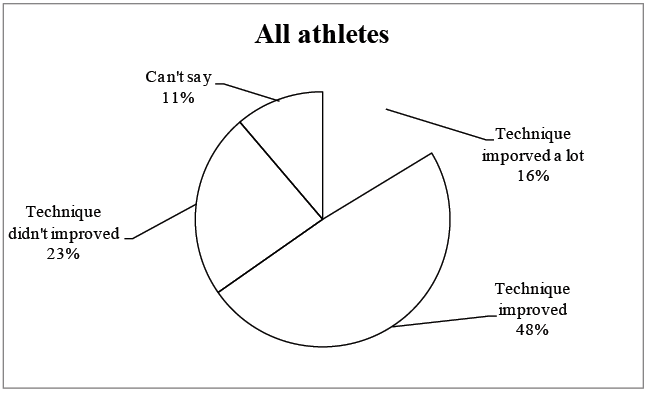 All athletes
Can't say
11%
Technique
imporved a lot
16%
Technique
didn't improved
23%
Technique
improved
48%